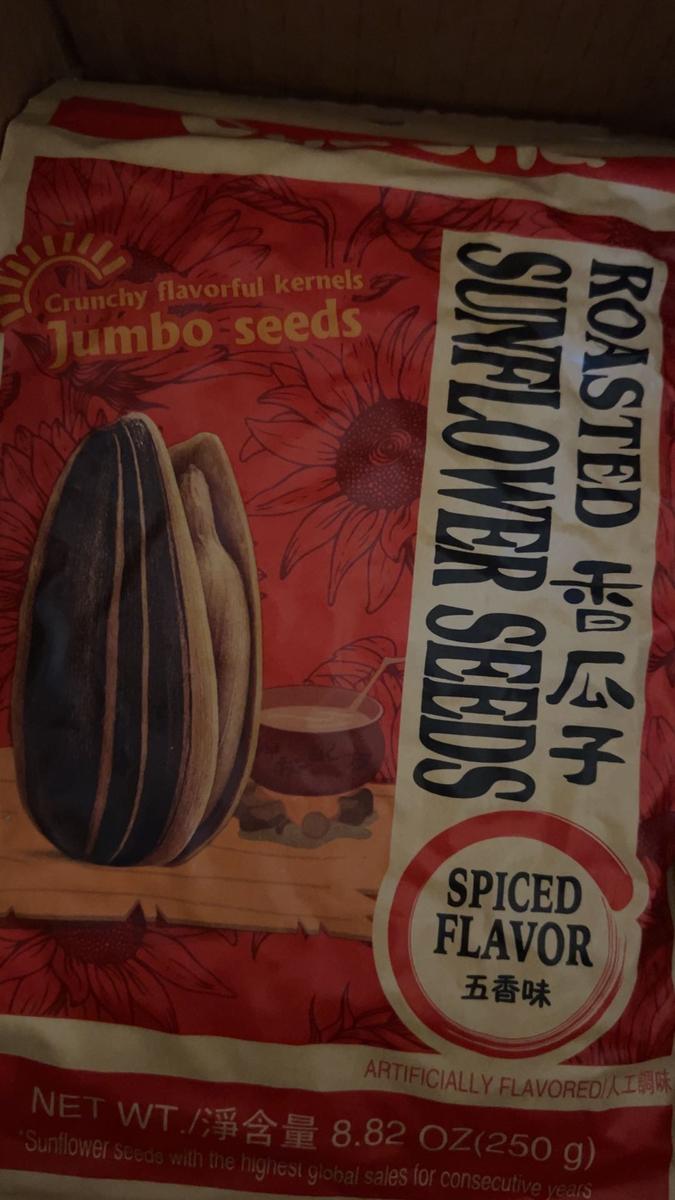 Crunchy flavorful kernels
Jumbo seeds
ROASTED 香瓜子
SUNFLOWER SEEDS
SPICED
FLAVOR
五香味
ARTIFICIALLY FLAVORED/人工調味
NET WT./淨含量 8.82 OZ(250 g)
*Sunflower seeds with the highest global sales for consecutive years